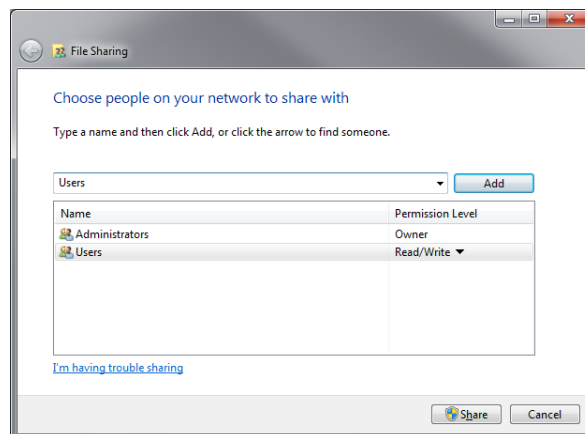 File Sharing
Choose people on your network to share with
Type a name and then click Add, or click the arrow to find someone.
Users
Add
Name Permission Level
Administrators Owner
Users Read/Write
I'm having trouble sharing
Share Cancel